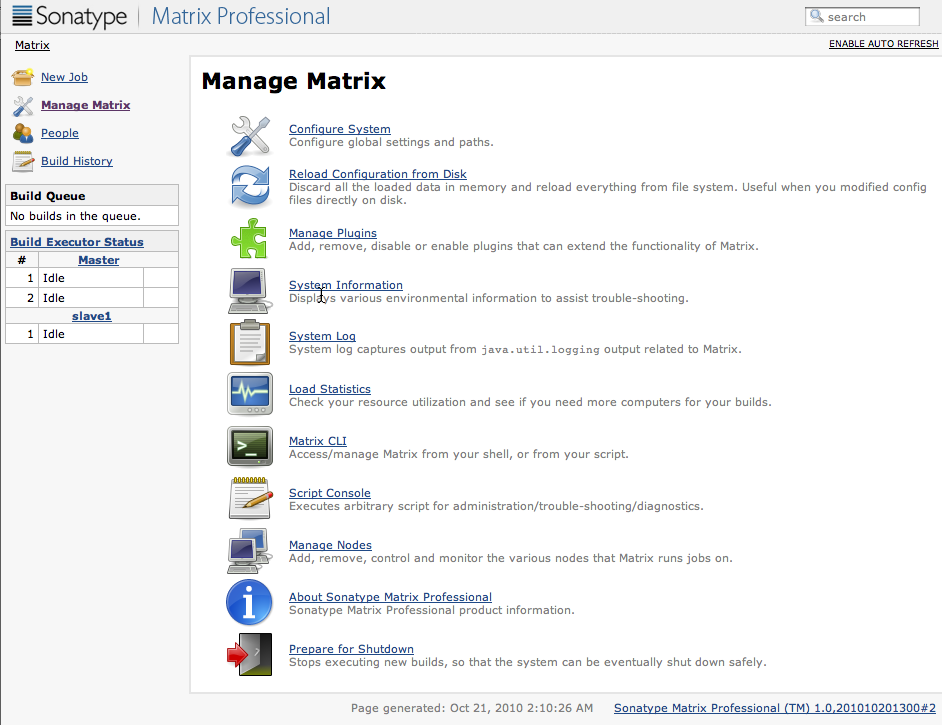 Sonatype Matrix Professional
search
Matrix
ENABLE AUTO REFRESH
New Job
Manage Matrix
People
Build History
Build Queue
No builds in the queue.
Build Executor Status
# Master
1 Idle
2 Idle
slave1
1 Idle
Manage Matrix
Configure System
Configure global settings and paths.
Reload Configuration from Disk
Discard all the loaded data in memory and reload everything from file system. Useful when you modified config
files directly on disk.
Manage Plugins
Add, remove, disable or enable plugins that can extend the functionality of Matrix.
System Information
Displays various environmental information to assist trouble-shooting.
System Log
System log captures output from java.util.logging output related to Matrix.
Load Statistics
Check your resource utilization and see if you need more computers for your builds.
Matrix CLI
Access/manage Matrix from your shell, or from your script.
Script Console
Executes arbitrary script for administration/trouble-shooting/diagnostics.
Manage Nodes
Add, remove, control and monitor the various nodes that Matrix runs jobs on.
About Sonatype Matrix Professional
Sonatype Matrix Professional product information.
Prepare for Shutdown
Stops executing new builds, so that the system can be eventually shut down safely.
Page generated: Oct 21, 2010 2:10:26 AM Sonatype Matrix Professional (TM) 1.0,201010201300#2